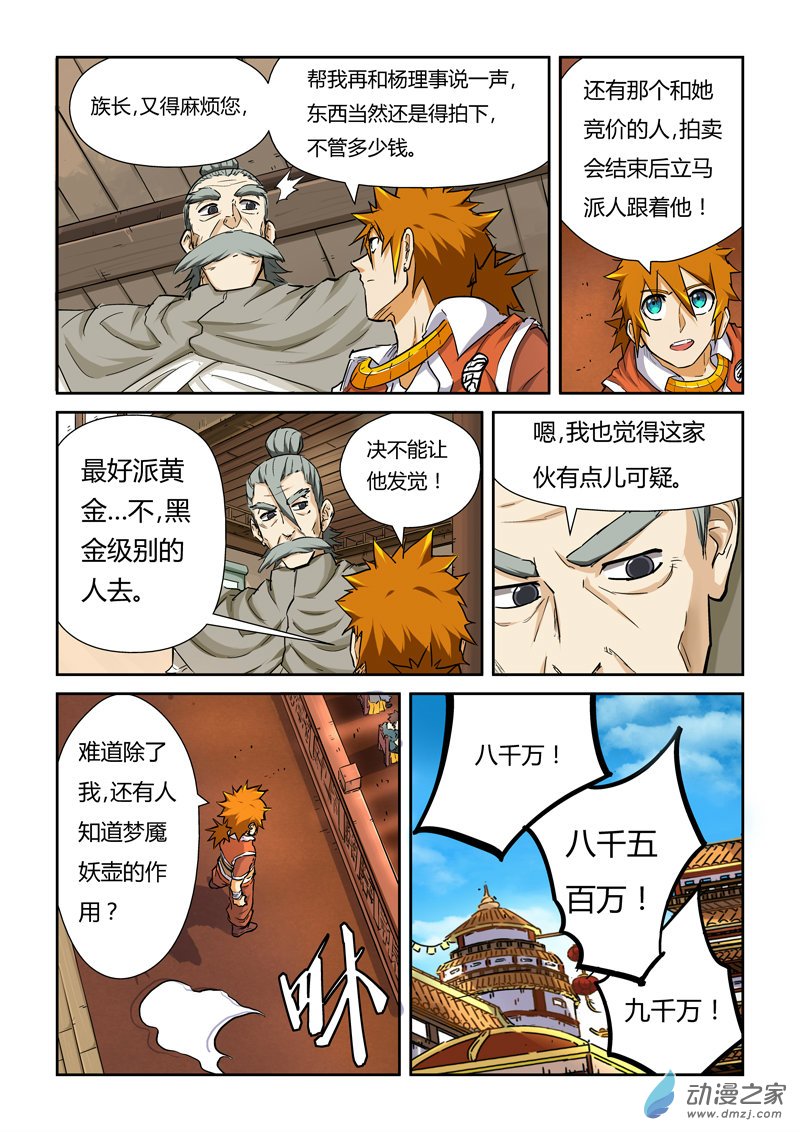 族长，又得麻烦您，
帮我再和杨理事说一声，
东西当然还是得拍下，
不管多少钱。
还有那个和她
竞价的人，拍卖
会结束后立马
派人跟着他！
最好派黄
金…不，黑
金级别的
人去。
决不能让
他发觉！
嗯，我也觉得这家
伙有点儿可疑。
难道除了
我，还有人
知道梦魇
妖壶的作
用？
咻
八千万！
八千五
百万！
九千万！
动漫之家
www.dmzj.com